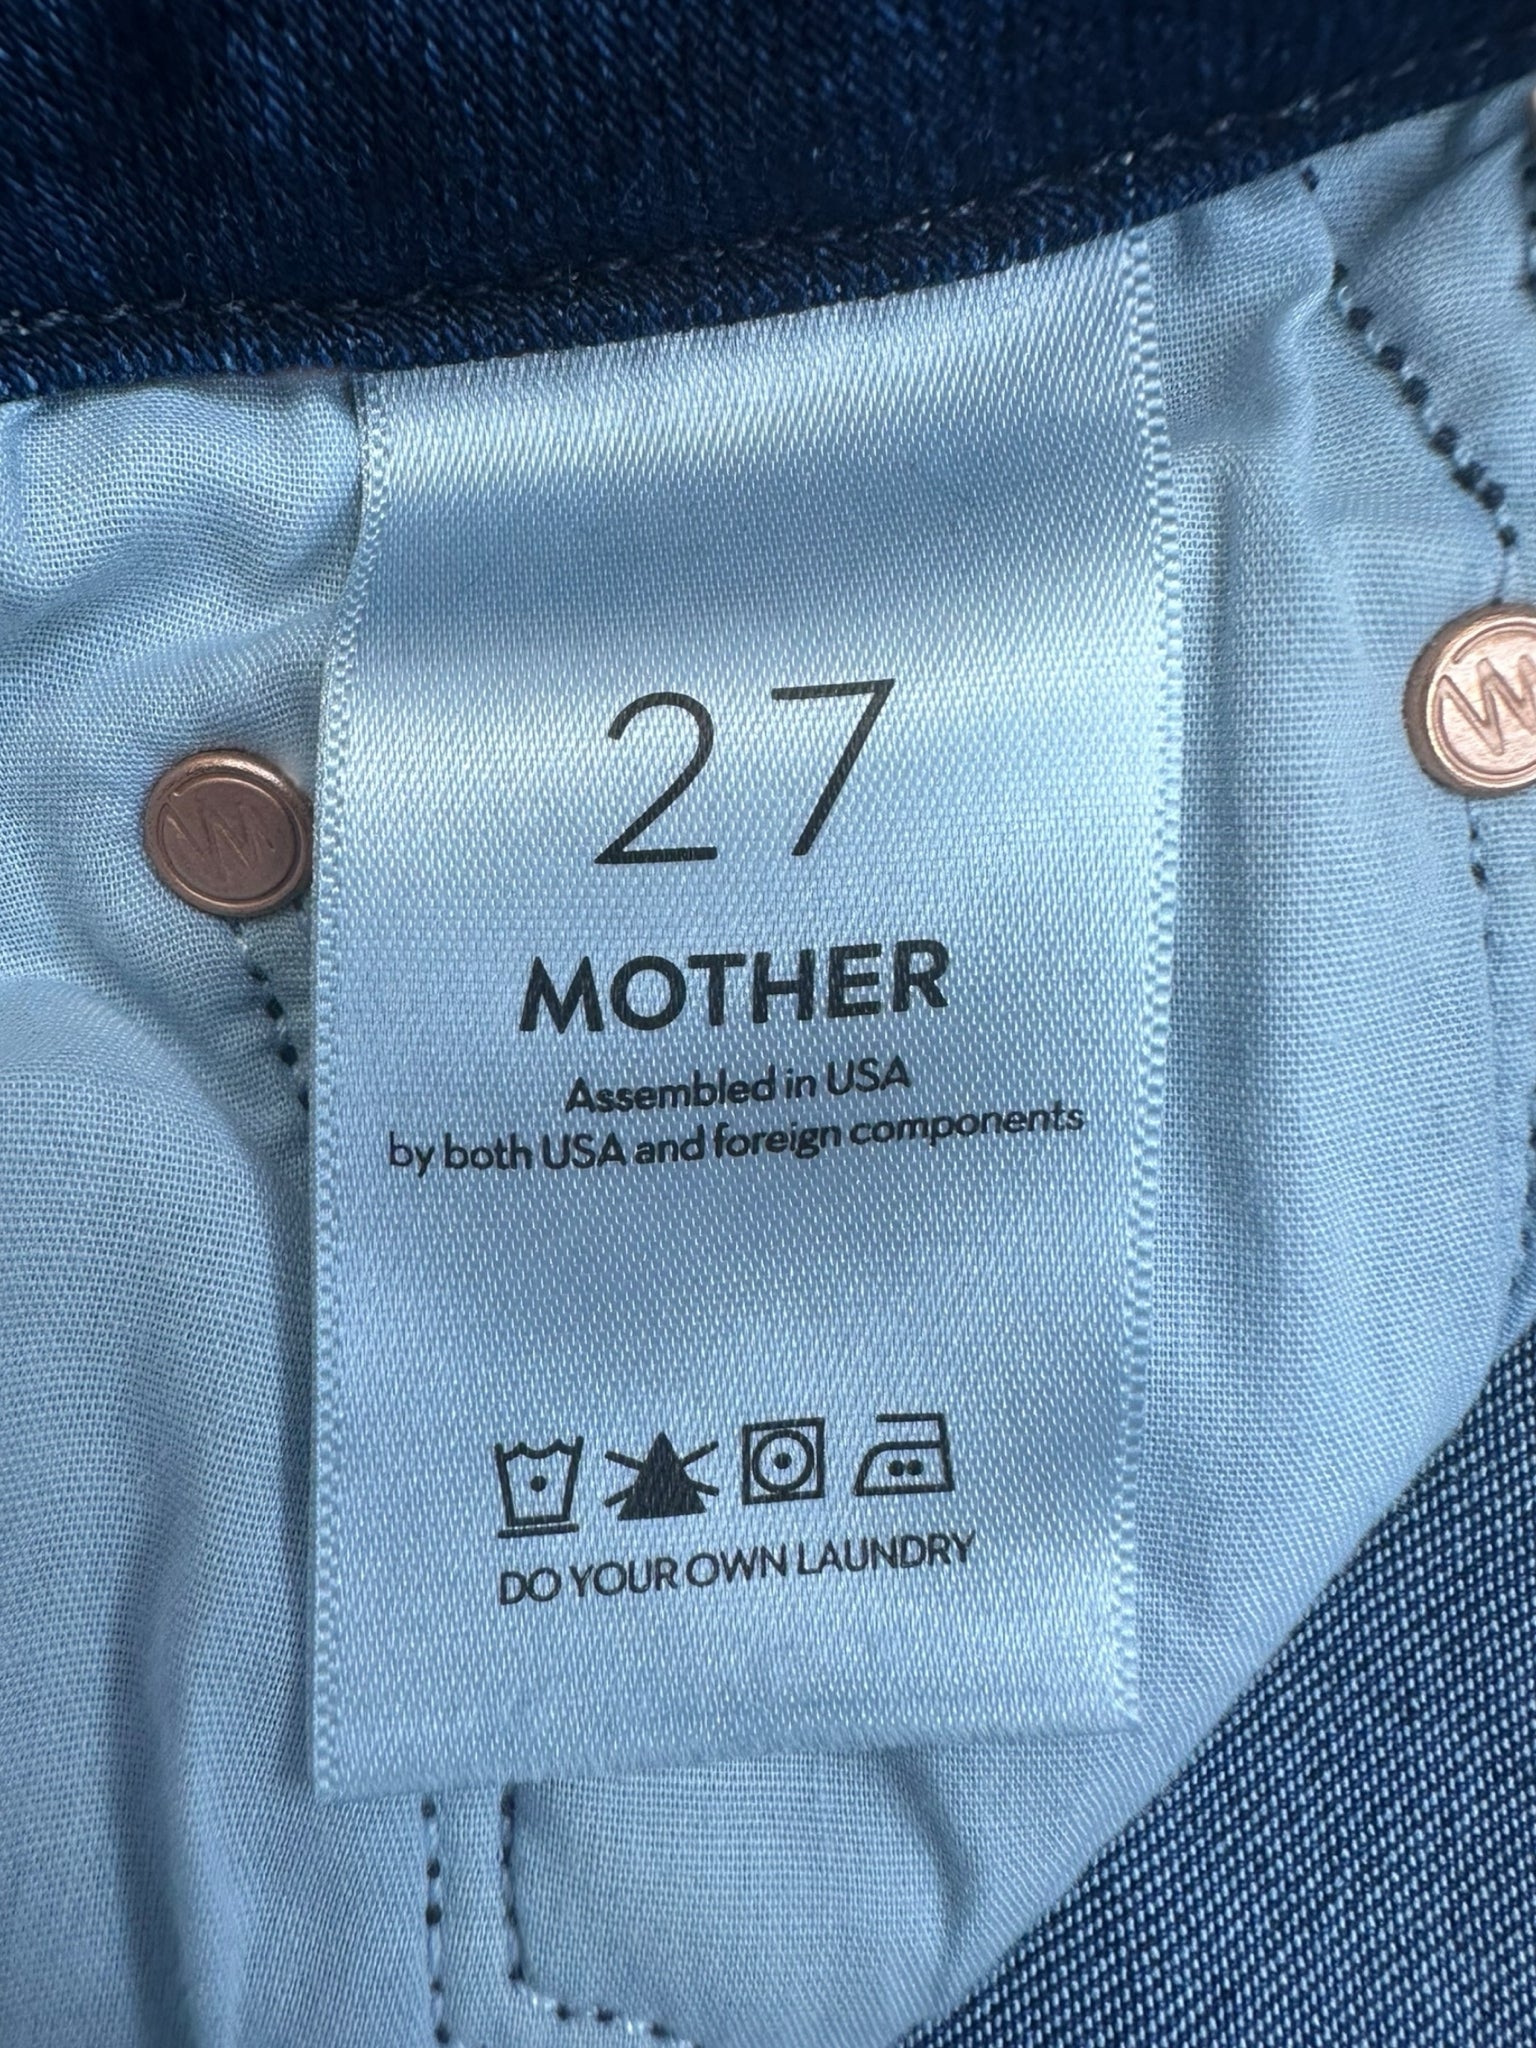 27
MOTHER
Assembled in USA
by both USA and foreign components
DO YOUR OWN LAUNDRY